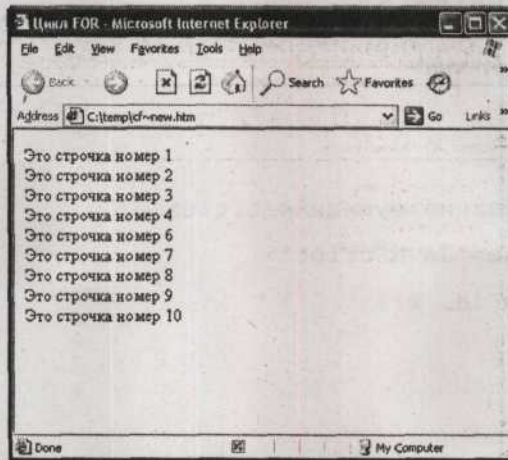 Цикл FOR - Microsoft Internet Explorer
File Edit View Favorites Tools Help
Back Search Favorites
Address C:\temp\cf~new.htm Go Links »
Это строчка номер 1
Это строчка номер 2
Это строчка номер 3
Это строчка номер 4
Это строчка номер 6
Это строчка номер 7
Это строчка номер 8
Это строчка номер 9
Это строчка номер 10
Done My Computer